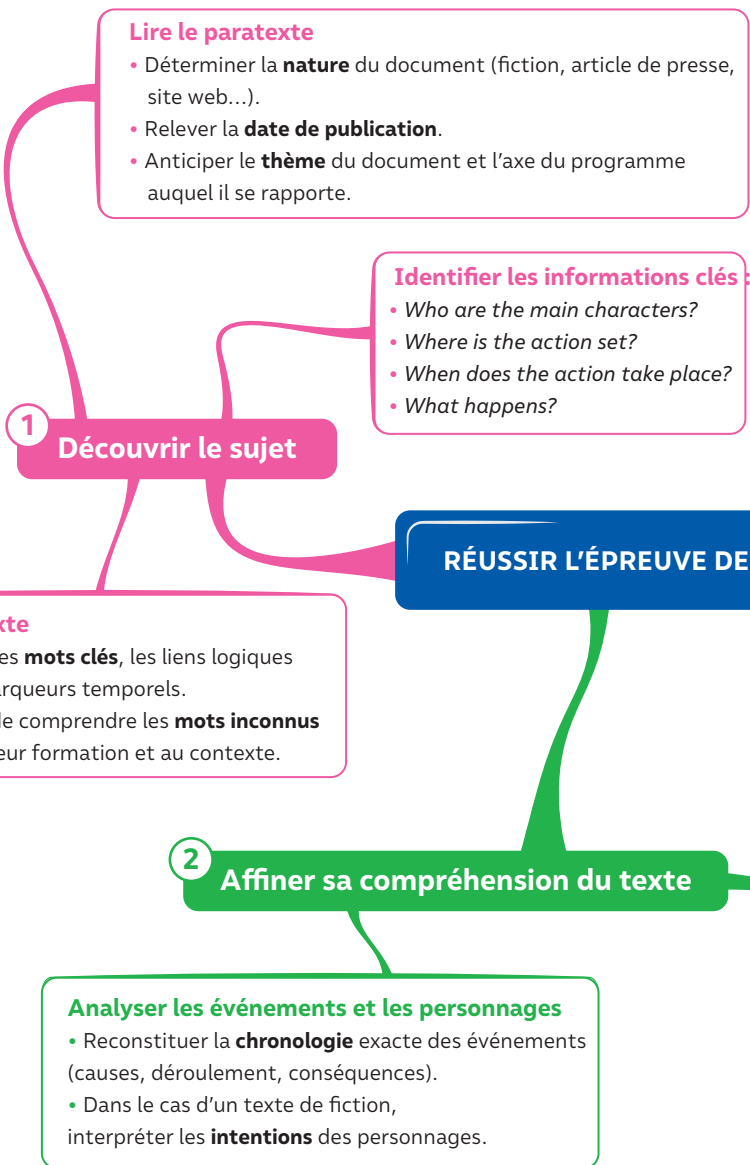 Lire le paratexte
• Déterminer la nature du document (fiction, article de presse,
site web…).
• Relever la date de publication.
• Anticiper le thème du document et l'axe du programme
auquel il se rapporte.
Identifier les informations clés :
• Who are the main characters?
• Where is the action set?
• When does the action take place?
• What happens?
1
Découvrir le sujet
RÉUSSIR L'ÉPREUVE DE
mots clés, les liens logiques
temporels.
comprendre les mots inconnus
formation et au contexte.
2
Affiner sa compréhension du texte
Analyser les événements et les personnages
• Reconstituer la chronologie exacte des événements
(causes, déroulement, conséquences).
• Dans le cas d'un texte de fiction,
interpréter les intentions des personnages.